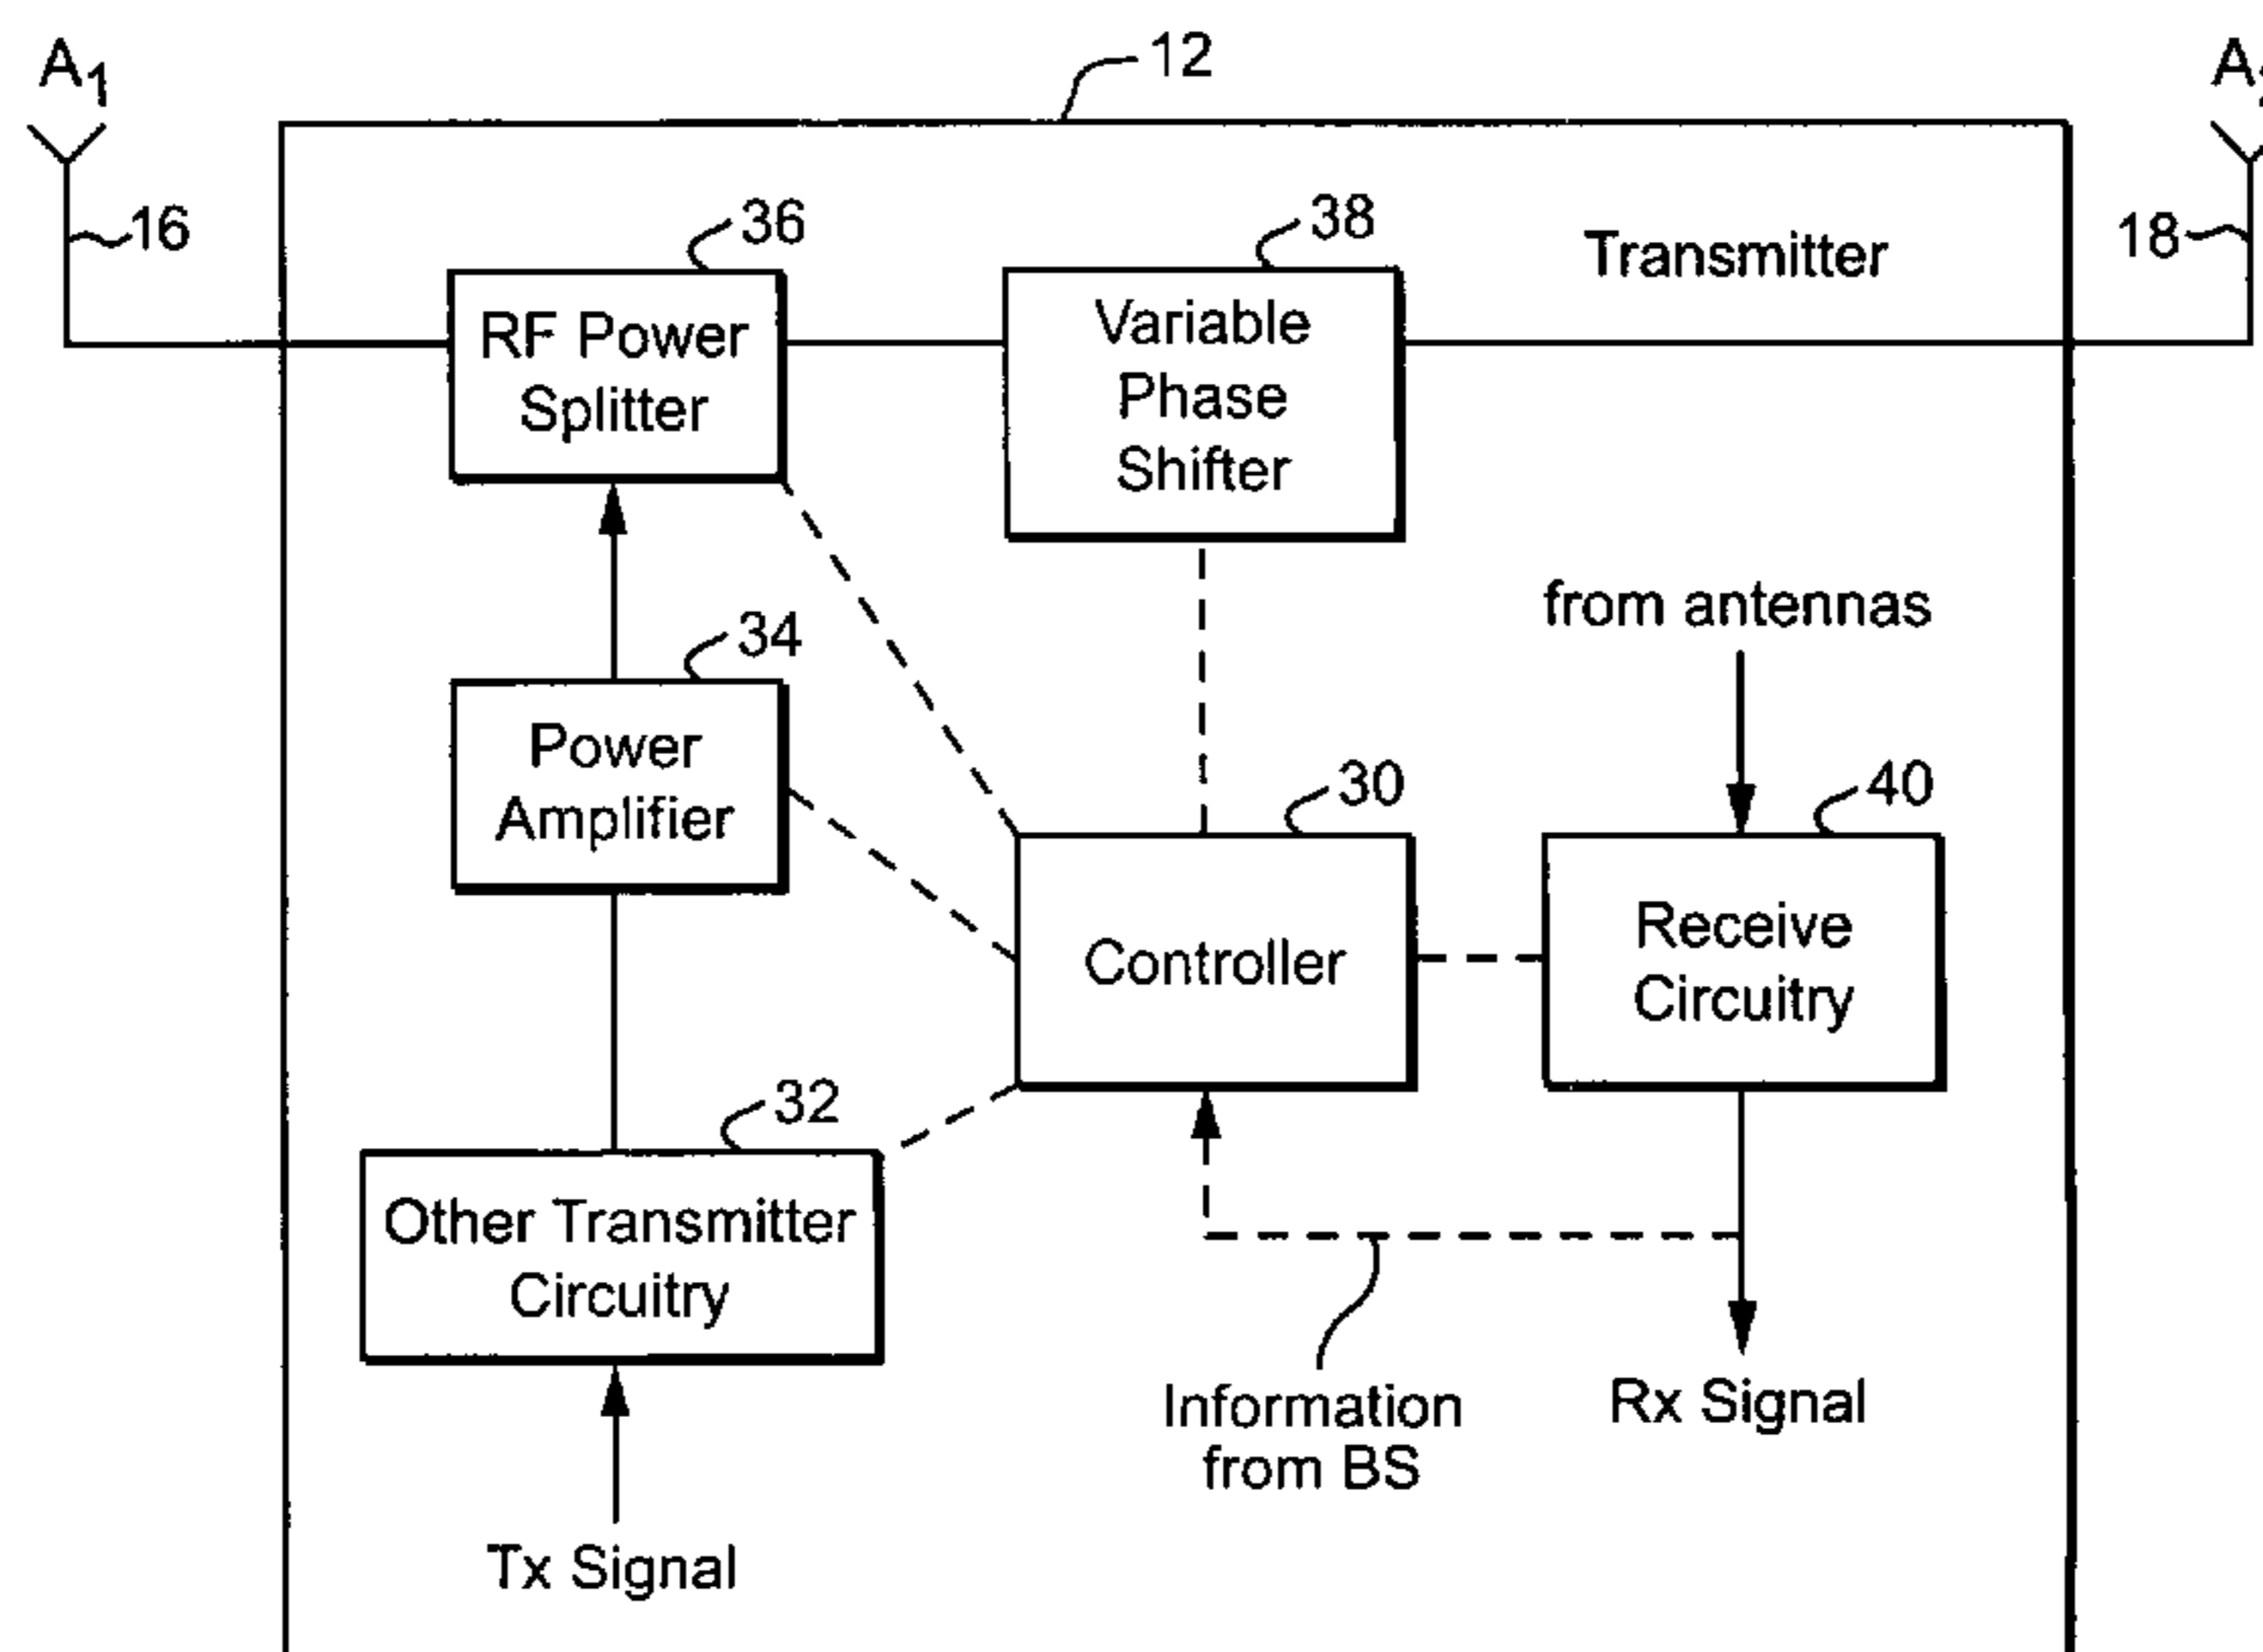 A1
12
A2
16
36
38
Transmitter
18
RF Power
Splitter
Variable
Phase
Shifter
from antennas
34
Power
Amplifier
30
40
Controller
Receive
Circuitry
32
Other Transmitter
Circuitry
Information
from BS
Rx Signal
Tx Signal